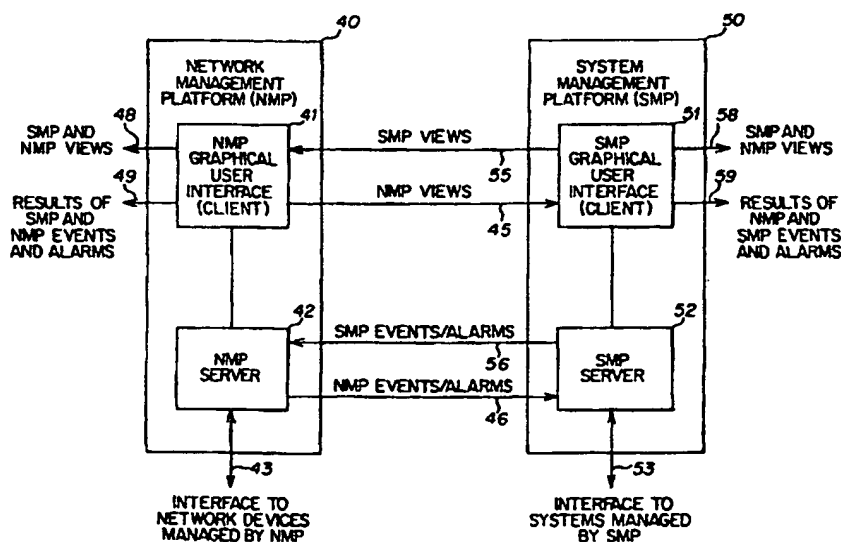 40
50
NETWORK
MANAGEMENT
PLATFORM (NMP)
SYSTEM
MANAGEMENT
PLATFORM (SMP)
48
41
51
58
SMP AND
NMP VIEWS
NMP
GRAPHICAL
USER
INTERFACE
(CLIENT)
SMP VIEWS
55
SMP
GRAPHICAL
USER
INTERFACE
(CLIENT)
SMP AND
NMP VIEWS
49
59
RESULTS OF
SMP AND
NMP EVENTS
AND ALARMS
NMP VIEWS
45
RESULTS OF
NMP AND
SMP EVENTS
AND ALARMS
42
52
NMP
SERVER
SMP EVENTS/ALARMS
56
NMP EVENTS/ALARMS
46
SMP
SERVER
43
53
INTERFACE TO
NETWORK DEVICES
MANAGED BY NMP
INTERFACE TO
SYSTEMS MANAGED
BY SMP